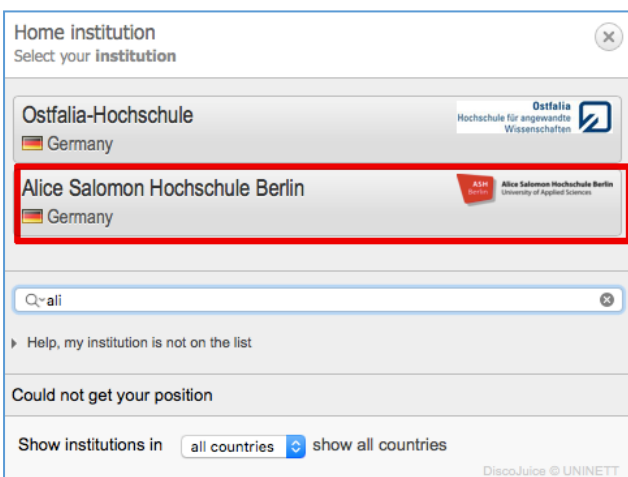 Home institution
Select your institution
Ostfalia-Hochschule
Germany
Ostfalia
Hochschule für angewandte
Wissenschaften
Alice Salomon Hochschule Berlin
Germany
ASH
Berlin
Alice Salomon Hochschule Berlin
University of Applied Sciences
ali
Help, my institution is not on the list
Could not get your position
Show institutions in all countries show all countries
DiscoJuice © UNINETT